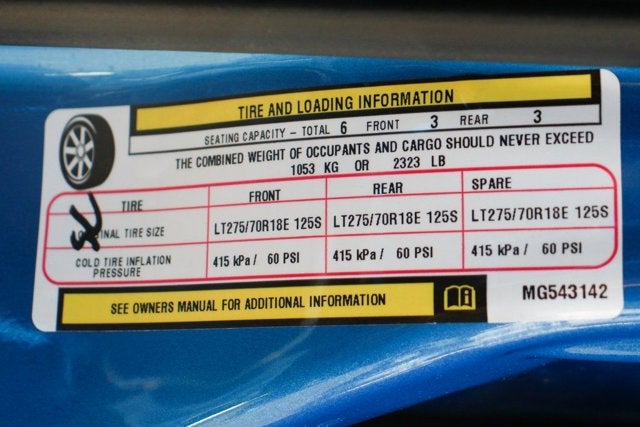 TIRE AND LOADING INFORMATION
SEATING CAPACITY - TOTAL 6 FRONT 3 REAR 3
THE COMBINED WEIGHT OF OCCUPANTS AND CARGO SHOULD NEVER EXCEED
1053 KG OR 2323 LB
TIRE FRONT REAR SPARE
TIRE SIZE LT275/70R18E 125S LT275/70R18E 125S LT275/70R18E 125S
COLD TIRE INFLATION
PRESSURE 415 kPa / 60 PSI 415 kPa / 60 PSI 415 kPa / 60 PSI
SEE OWNERS MANUAL FOR ADDITIONAL INFORMATION
MG543142